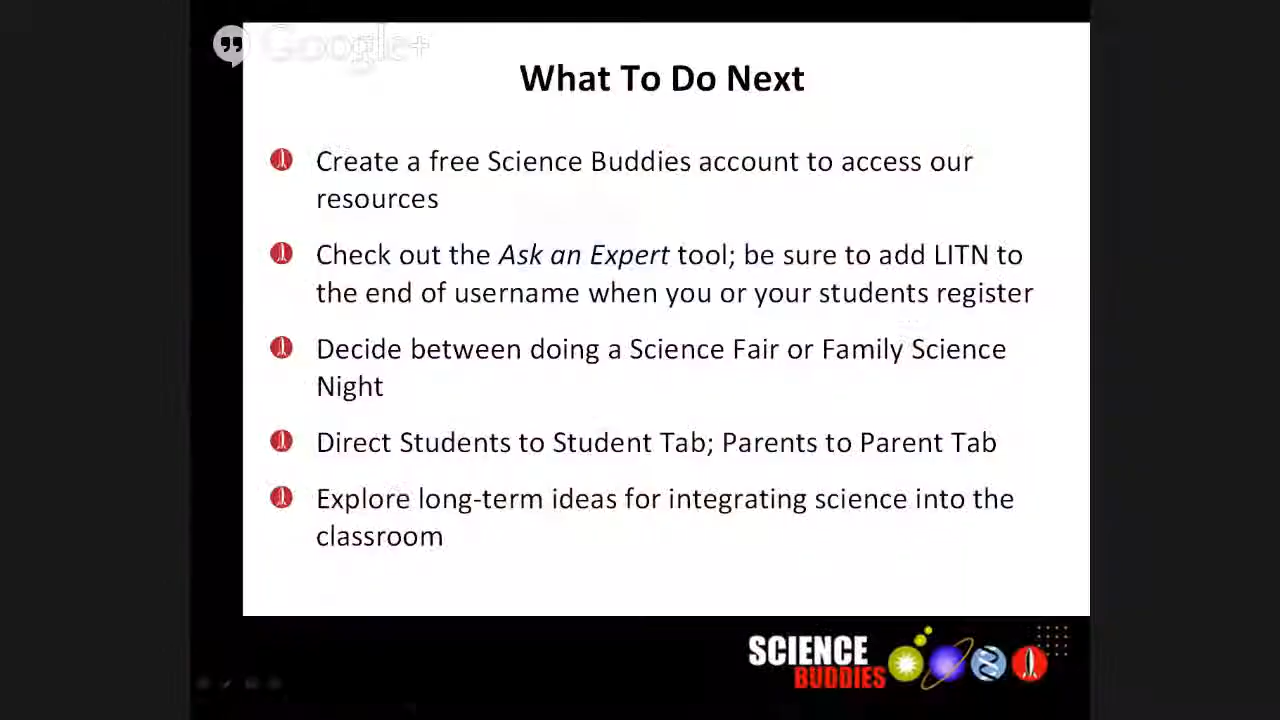 Google+
What To Do Next
Create a free Science Buddies account to access our
resources
Check out the Ask an Expert tool; be sure to add LITN to
the end of username when you or your students register
Decide between doing a Science Fair or Family Science
Night
Direct Students to Student Tab; Parents to Parent Tab
Explore long-term ideas for integrating science into the
classroom
SCIENCE
BUDDIES